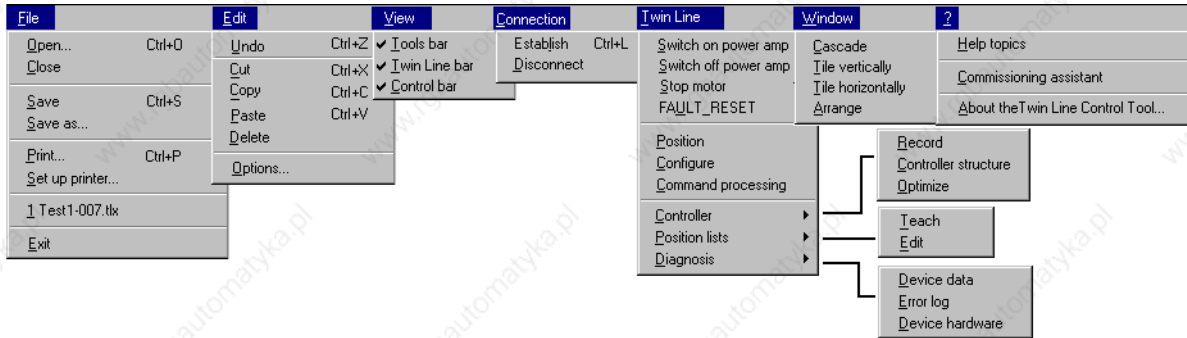 File
Open... Ctrl+O
Close
Save Ctrl+S
Save as...
Print... Ctrl+P
Set up printer...
1 Test1-007.tlx
Exit
Edit
Undo Ctrl+Z
Cut Ctrl+X
Copy Ctrl+C
Paste Ctrl+V
Delete
Options...
View
✔ Tools bar
✔ Twin Line bar
✔ Control bar
Connection
Establish Ctrl+L
Disconnect
Twin Line
Switch on power amp
Switch off power amp
Stop motor
FAULT_RESET
Position
Configure
Command processing
Controller
Position lists
Diagnosis
Window
Cascade
Tile vertically
Tile horizontally
Arrange
?
Help topics
Commissioning assistant
About theTwin Line Control Tool...
Record
Controller structure
Optimize
Teach
Edit
Device data
Error log
Device hardware